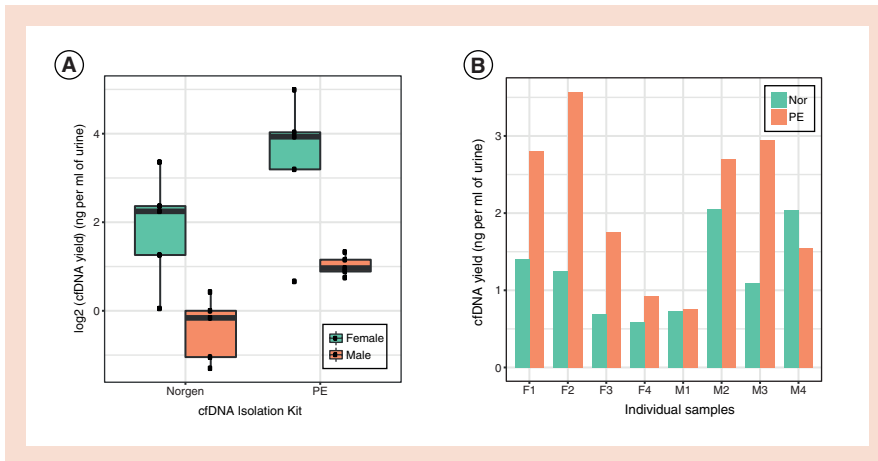 A
log2 (cfDNA yield) (ng per ml of urine)
4
2
0
Female
Male
Norgen
PE
cfDNA Isolation Kit
B
cfDNA yield (ng per ml of urine)
3
2
1
0
Nor
PE
F1 F2 F3 F4 M1 M2 M3 M4
Individual samples